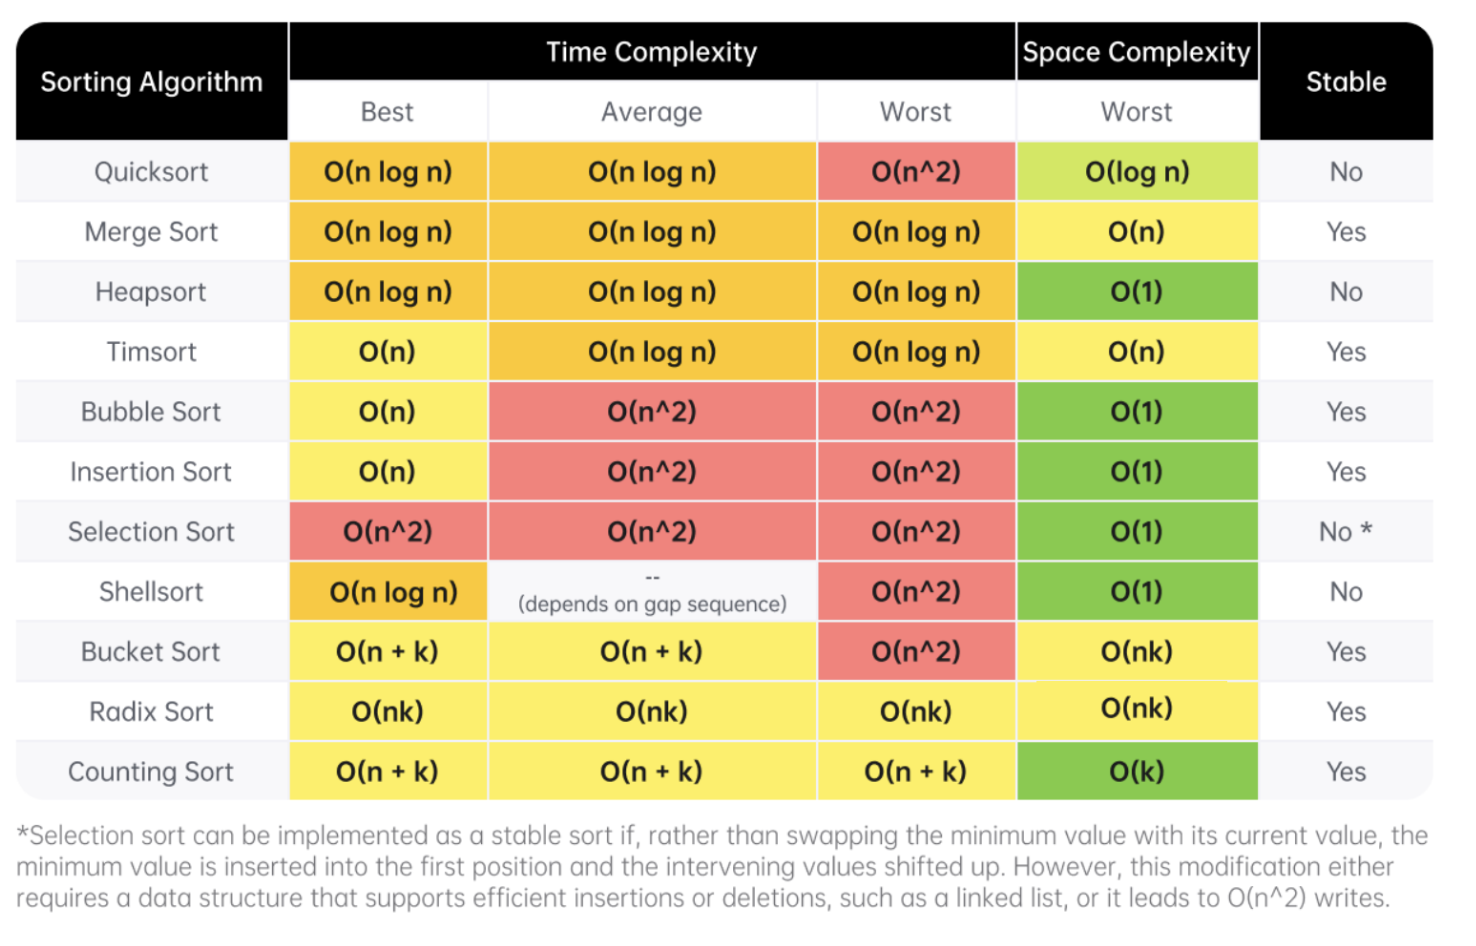 Sorting Algorithm Time Complexity Space Complexity Stable
Best Average Worst Worst
Quicksort O(n log n) O(n log n) O(n^2) O(log n) No
Merge Sort O(n log n) O(n log n) O(n log n) O(n) Yes
Heapsort O(n log n) O(n log n) O(n log n) O(1) No
Timsort O(n) O(n log n) O(n log n) O(n) Yes
Bubble Sort O(n) O(n^2) O(n^2) O(1) Yes
Insertion Sort O(n) O(n^2) O(n^2) O(1) Yes
Selection Sort O(n^2) O(n^2) O(n^2) O(1) No *
Shellsort O(n log n) -- (depends on gap sequence) O(n^2) O(1) No
Bucket Sort O(n + k) O(n + k) O(n^2) O(nk) Yes
Radix Sort O(nk) O(nk) O(nk) O(nk) Yes
Counting Sort O(n + k) O(n + k) O(n + k) O(k) Yes
*Selection sort can be implemented as a stable sort if, rather than swapping the minimum value with its current value, the
minimum value is inserted into the first position and the intervening values shifted up. However, this modification either
requires a data structure that supports efficient insertions or deletions, such as a linked list, or it leads to O(n^2) writes.